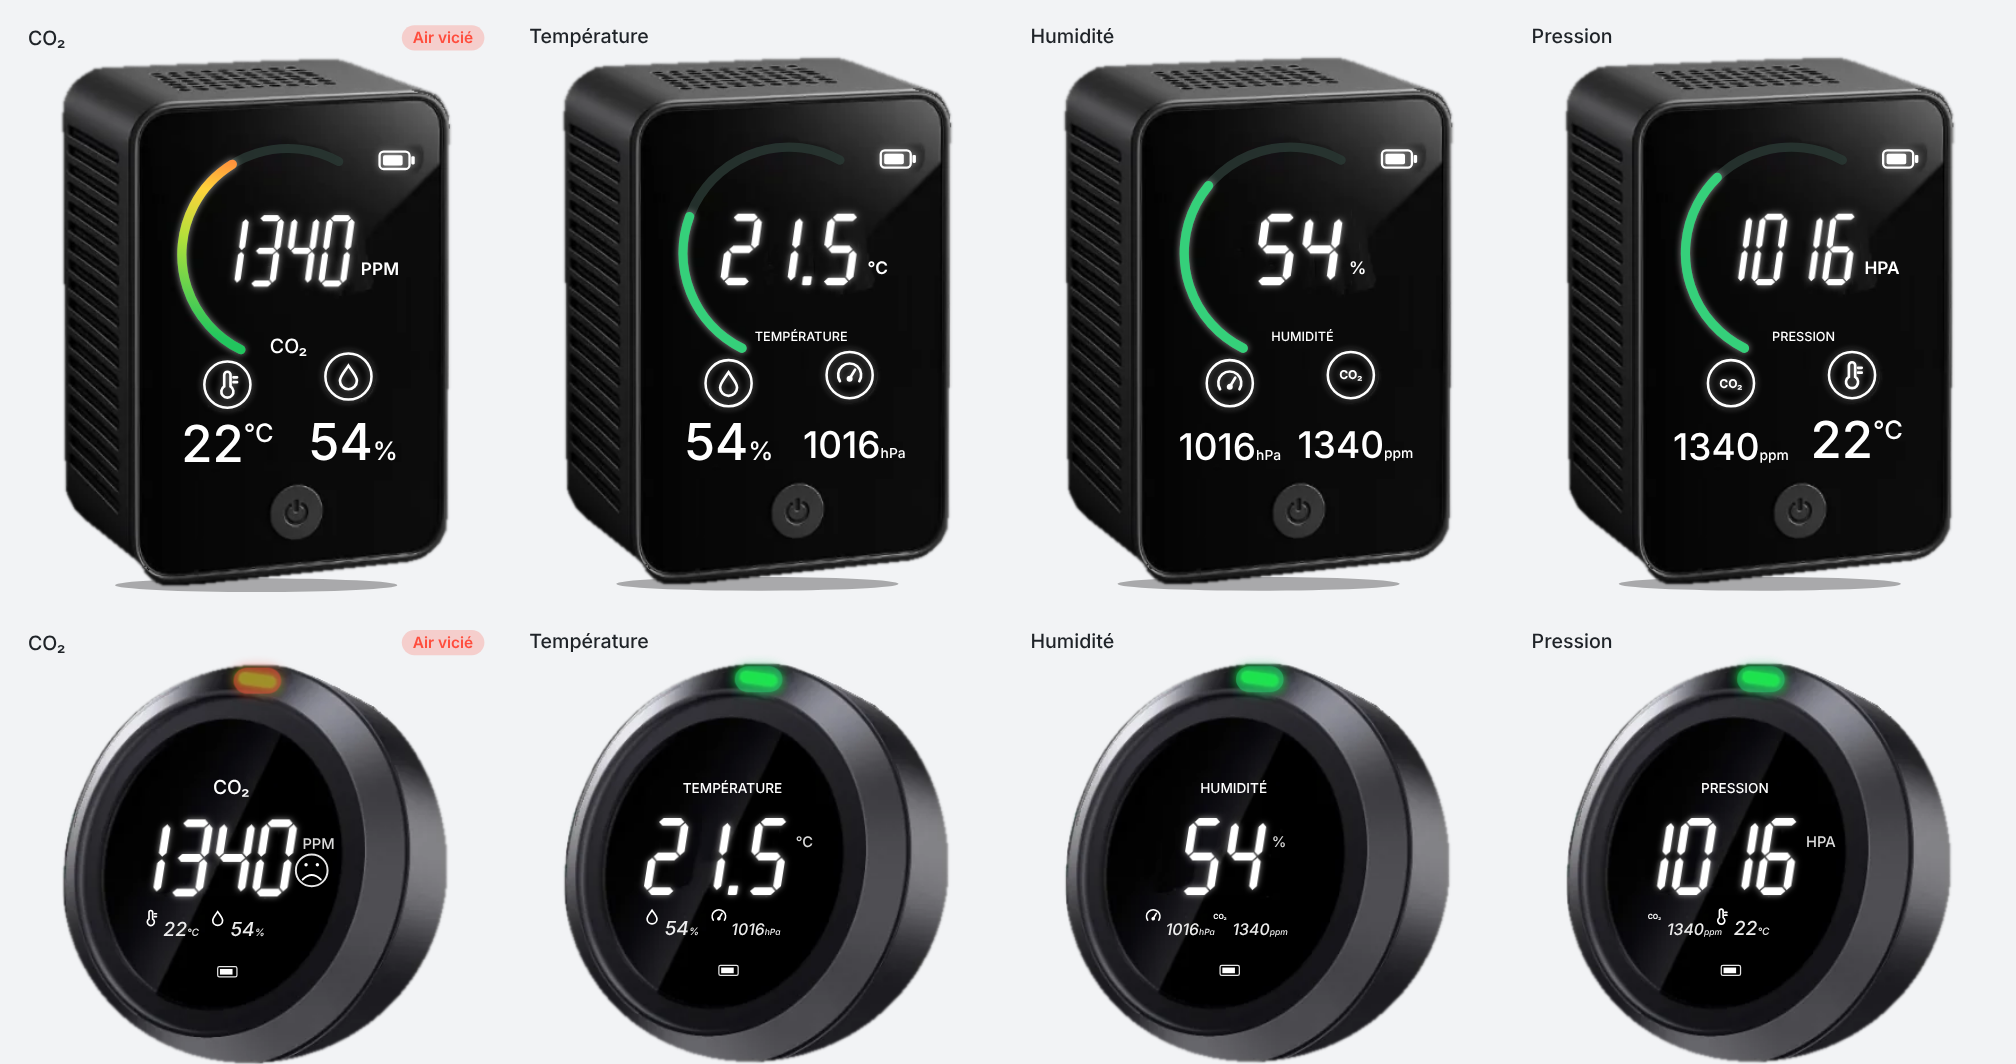 CO₂
Air vicié
Température
Humidité
Pression
1340 PPM
CO₂
22°C 54%
21.5 °C
TEMPÉRATURE
54% 1016hPa
54 %
HUMIDITÉ
CO₂
1016hPa 1340ppm
1016 HPA
PRESSION
CO₂
1340ppm 22°C
CO₂
Air vicié
Température
Humidité
Pression
CO₂
1340 PPM
22°C 54%
TEMPÉRATURE
21.5 °C
54% 1016hPa
HUMIDITÉ
54 %
CO₂
1016hPa 1340ppm
PRESSION
1016 HPA
CO₂
1340ppm 22°C